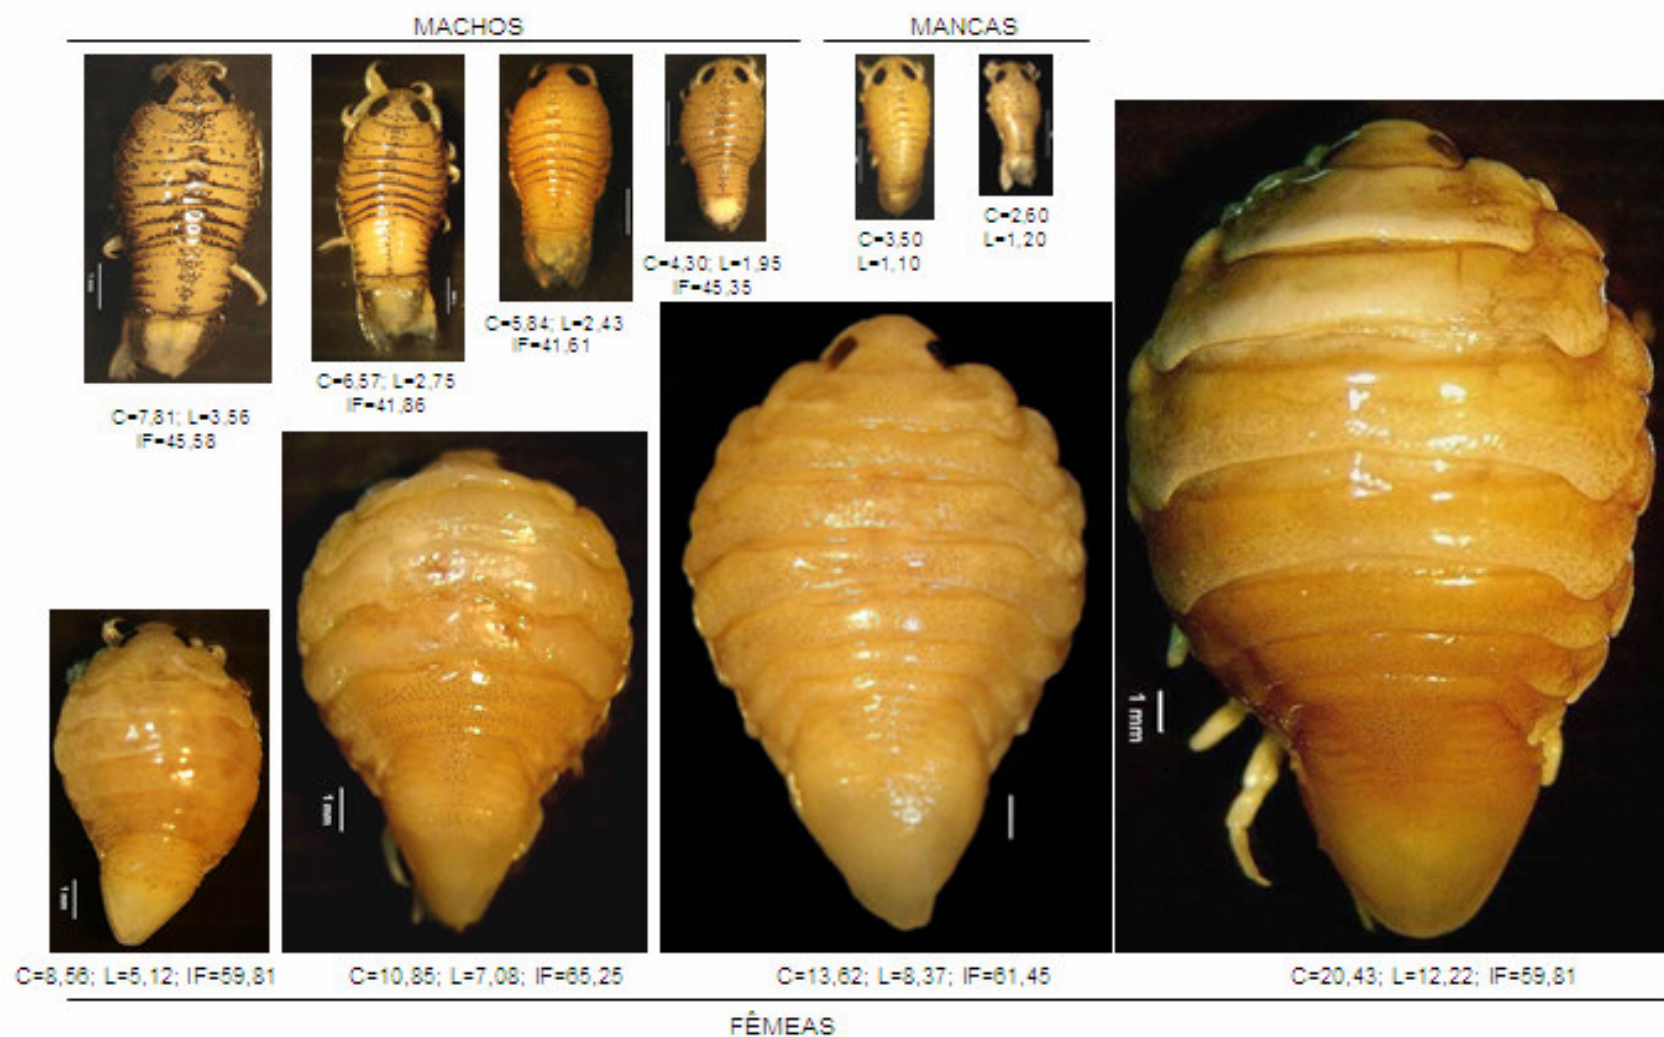 MACHOS
MANCAS
C=7,81; L=3,56
IF=45,58
C=6,57; L=2,75
IF=41,86
C=5,84; L=2,43
IF=41,61
C=4,30; L=1,95
IF=45,35
C=3,50
L=1,10
C=2,60
L=1,20
1 mm
1 mm
1 mm
C=8,56; L=5,12; IF=59,81
C=10,85; L=7,08; IF=65,25
C=13,62; L=8,37; IF=61,45
C=20,43; L=12,22; IF=59,81
FÊMEAS